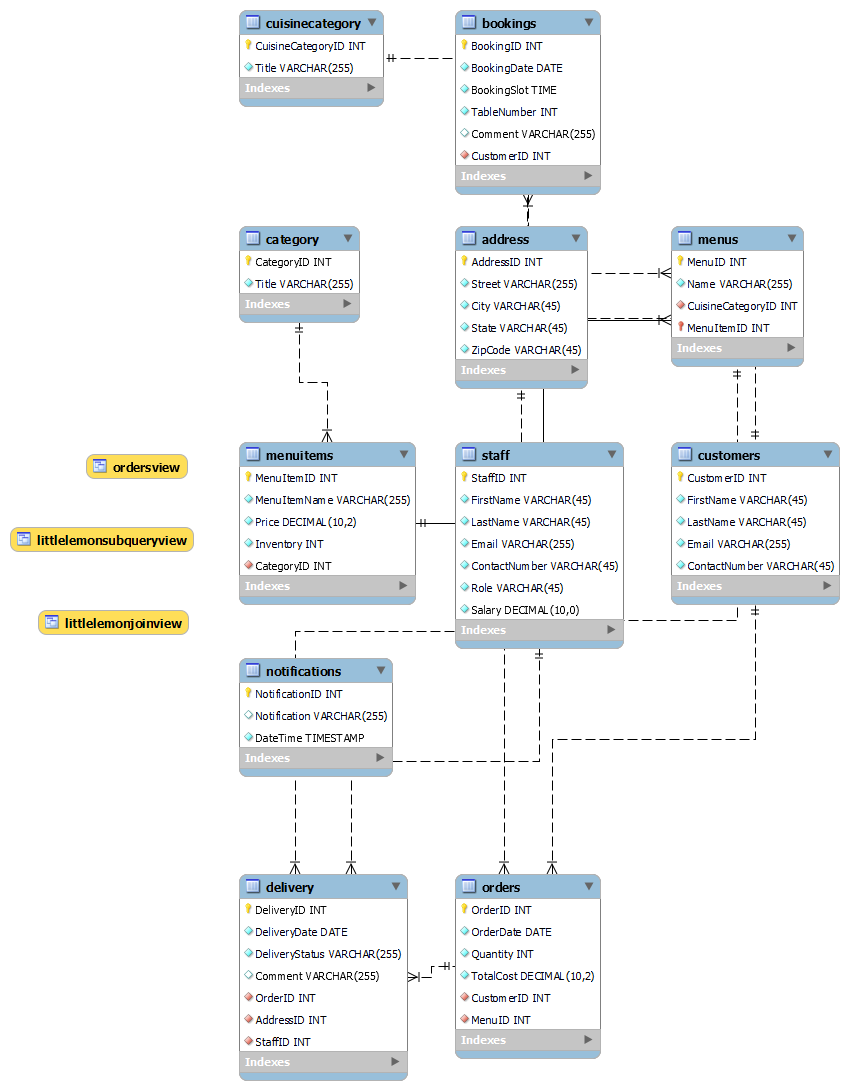 cuisinecategory
CuisineCategoryID INT
Title VARCHAR(255)
Indexes
bookings
BookingID INT
BookingDate DATE
BookingSlot TIME
TableNumber INT
Comment VARCHAR(255)
CustomerID INT
Indexes
category
CategoryID INT
Title VARCHAR(255)
Indexes
address
AddressID INT
Street VARCHAR(255)
City VARCHAR(45)
State VARCHAR(45)
ZipCode VARCHAR(45)
Indexes
menus
MenuID INT
Name VARCHAR(255)
CuisineCategoryID INT
MenuItemID INT
Indexes
ordersview
littlelemonsubqueryview
littlelemonjoinview
menuitems
MenuItemID INT
MenuItemName VARCHAR(255)
Price DECIMAL(10,2)
Inventory INT
CategoryID INT
Indexes
staff
StaffID INT
FirstName VARCHAR(45)
LastName VARCHAR(45)
Email VARCHAR(255)
ContactNumber VARCHAR(45)
Role VARCHAR(45)
Salary DECIMAL(10,0)
Indexes
customers
CustomerID INT
FirstName VARCHAR(45)
LastName VARCHAR(45)
Email VARCHAR(255)
ContactNumber VARCHAR(45)
Indexes
notifications
NotificationID INT
Notification VARCHAR(255)
DateTime TIMESTAMP
Indexes
delivery
DeliveryID INT
DeliveryDate DATE
DeliveryStatus VARCHAR(255)
Comment VARCHAR(255)
OrderID INT
AddressID INT
StaffID INT
Indexes
orders
OrderID INT
OrderDate DATE
Quantity INT
TotalCost DECIMAL(10,2)
CustomerID INT
MenuID INT
Indexes